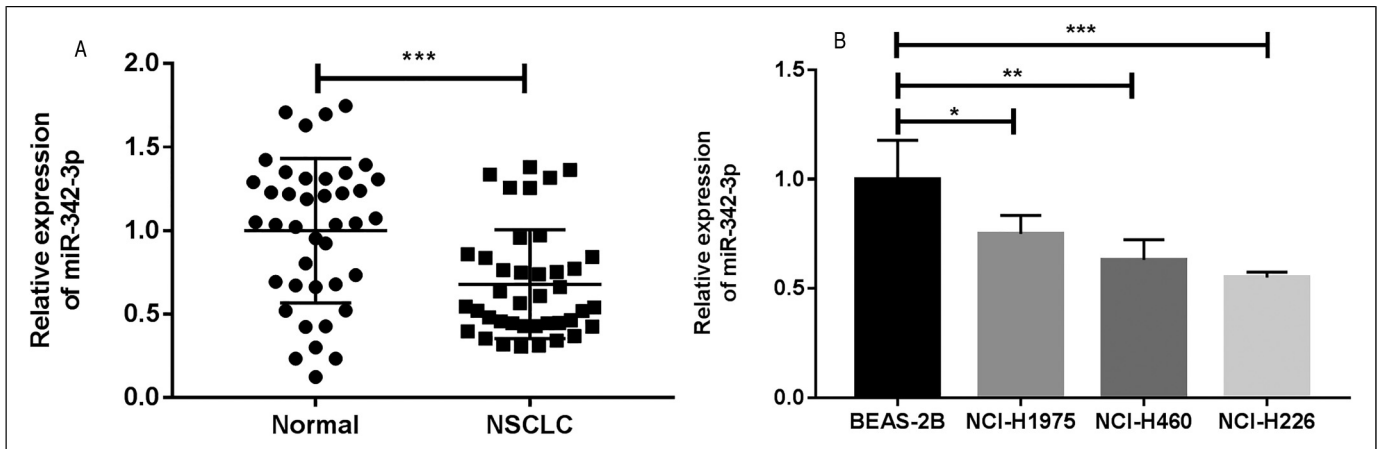 A
Relative expression
of miR-342-3p
2.0
1.5
1.0
0.5
0.0
***
Normal
NSCLC
B
Relative expression
of miR-342-3p
1.5
1.0
0.5
0.0
***
**
*
BEAS-2B
NCI-H1975
NCI-H460
NCI-H226